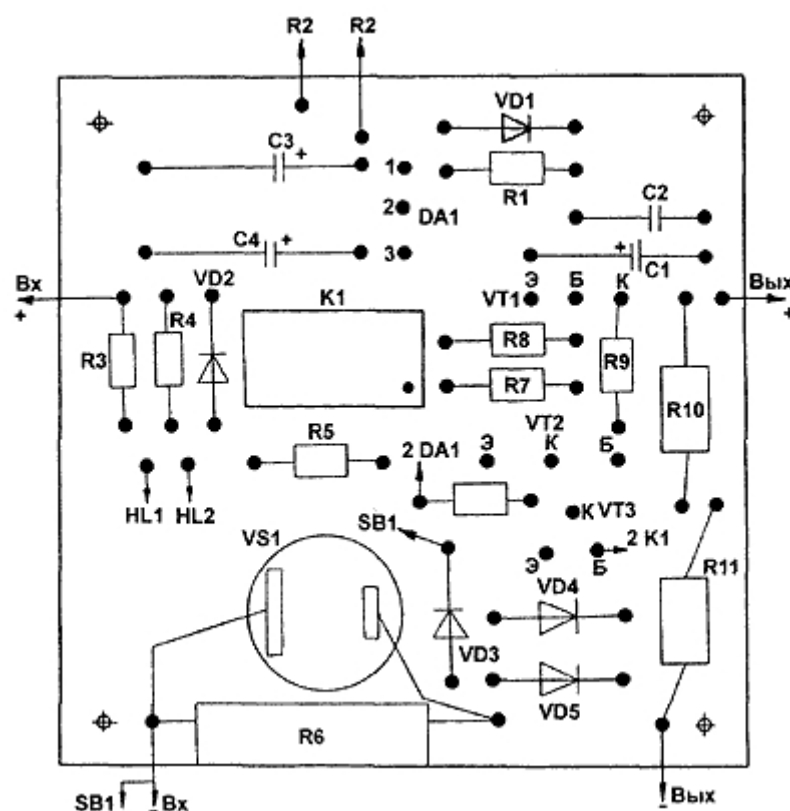 R2 R2
VD1
C3 +
1
R1
2 DA1
C2
C4 + 3
+ C1
Вх
+
VD2
K1
VT1 Э Б К
Вых
+
R3 R4
R8
R9
R7
R10
R5
2 DA1 Э VT2 К Б
HL1 HL2
SB1
К VT3
VS1
Э Б 2 K1
R11
VD4
VD3
VD5
R6
SB1 - Вх
- Вых